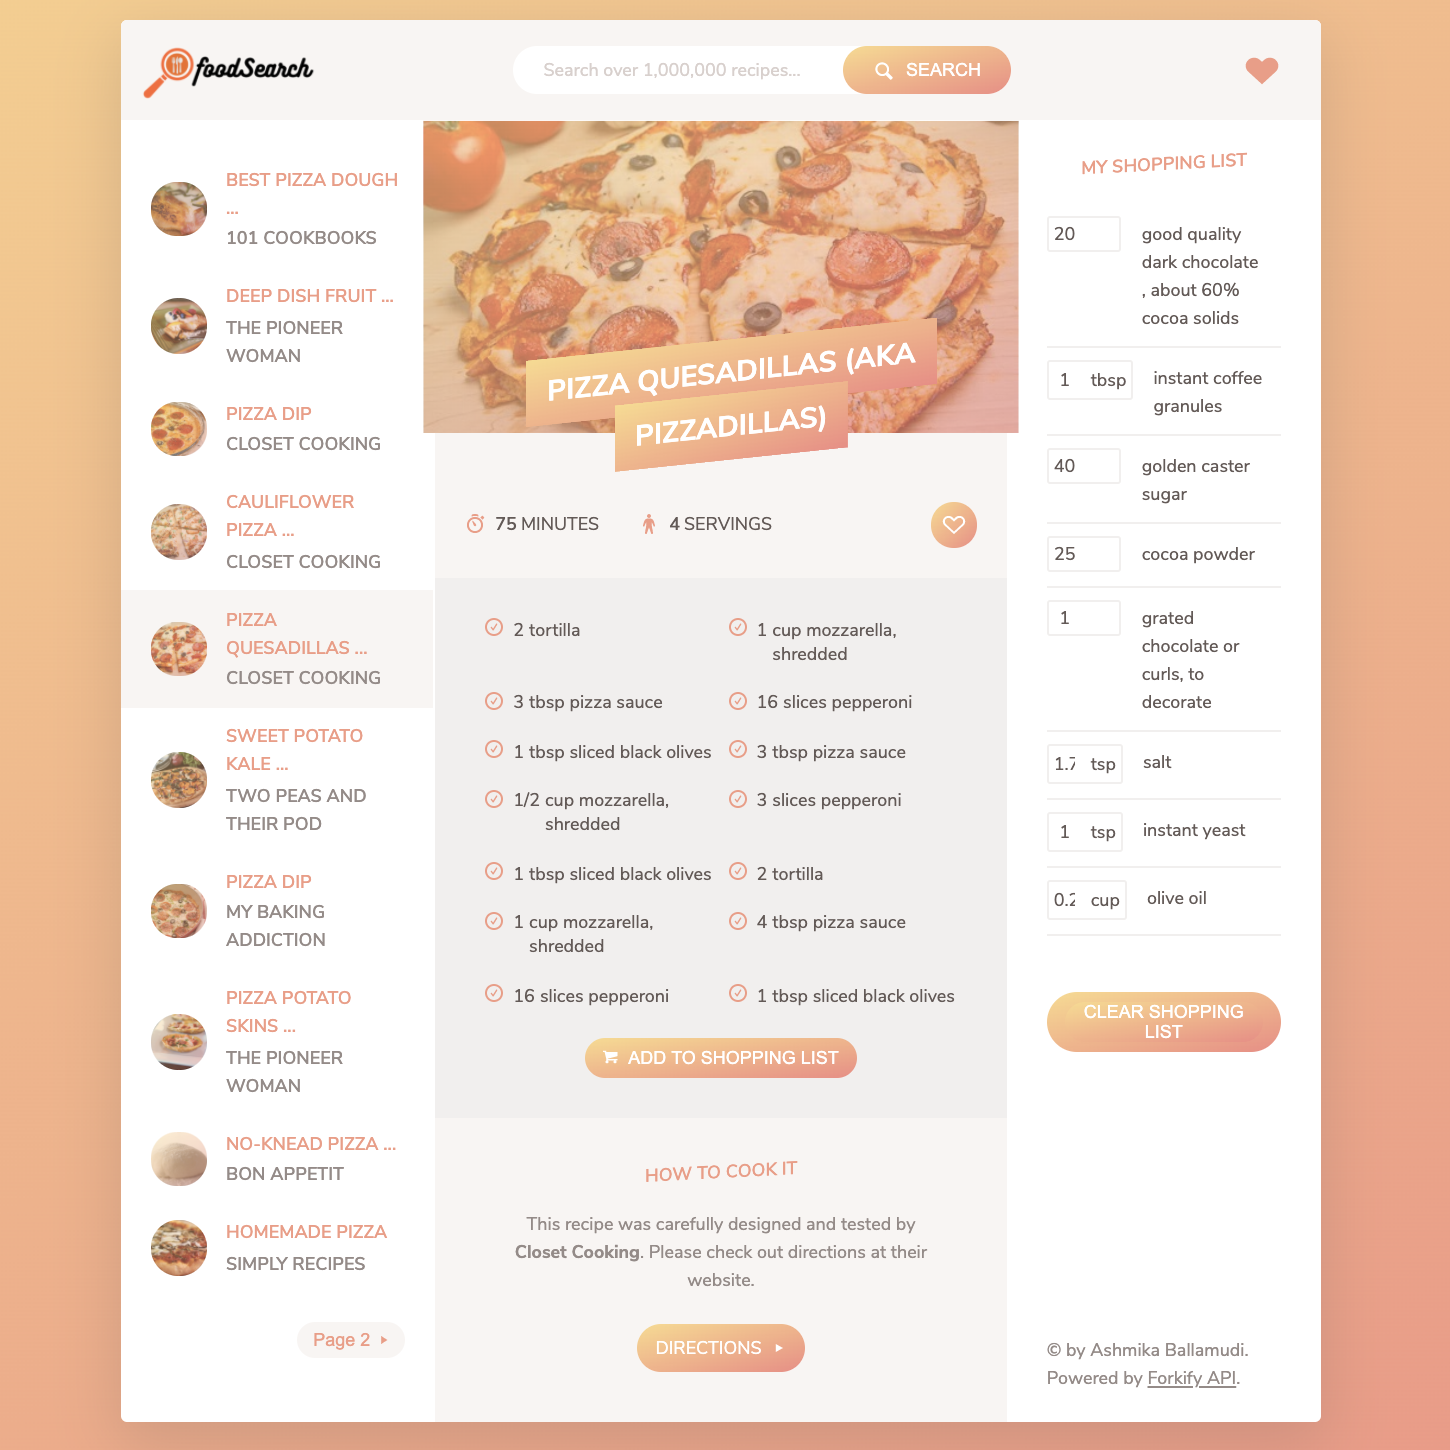 foodSearch
Search over 1,000,000 recipes...
SEARCH
BEST PIZZA DOUGH
...
101 COOKBOOKS
DEEP DISH FRUIT ...
THE PIONEER
WOMAN
PIZZA DIP
CLOSET COOKING
CAULIFLOWER
PIZZA ...
CLOSET COOKING
PIZZA
QUESADILLAS ...
CLOSET COOKING
SWEET POTATO
KALE ...
TWO PEAS AND
THEIR POD
PIZZA DIP
MY BAKING
ADDICTION
PIZZA POTATO
SKINS ...
THE PIONEER
WOMAN
NO-KNEAD PIZZA ...
BON APPETIT
HOMEMADE PIZZA
SIMPLY RECIPES
Page 2
PIZZA QUESADILLAS (AKA
PIZZADILLAS)
75 MINUTES
4 SERVINGS
2 tortilla
1 cup mozzarella,
shredded
3 tbsp pizza sauce
16 slices pepperoni
1 tbsp sliced black olives
3 tbsp pizza sauce
1/2 cup mozzarella,
shredded
3 slices pepperoni
1 tbsp sliced black olives
2 tortilla
1 cup mozzarella,
shredded
4 tbsp pizza sauce
16 slices pepperoni
1 tbsp sliced black olives
ADD TO SHOPPING LIST
HOW TO COOK IT
This recipe was carefully designed and tested by
Closet Cooking. Please check out directions at their
website.
DIRECTIONS
MY SHOPPING LIST
20 good quality
dark chocolate
, about 60%
cocoa solids
1 tbsp instant coffee
granules
40 golden caster
sugar
25 cocoa powder
1 grated
chocolate or
curls, to
decorate
1.7 tsp salt
1 tsp instant yeast
0.2 cup olive oil
CLEAR SHOPPING
LIST
© by Ashmika Ballamudi.
Powered by Forkify API.